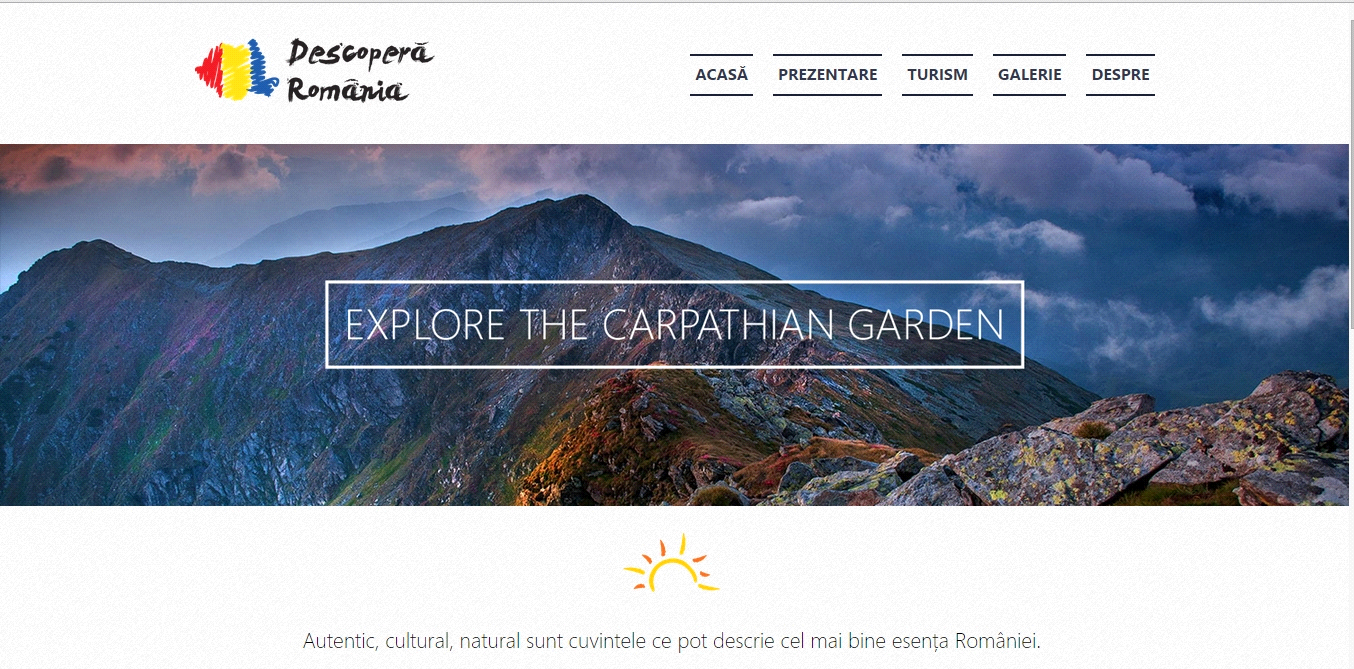 Descoperă
România
ACASĂ PREZENTARE TURISM GALERIE DESPRE
EXPLORE THE CARPATHIAN GARDEN
Autentic, cultural, natural sunt cuvintele ce pot descrie cel mai bine esența României.